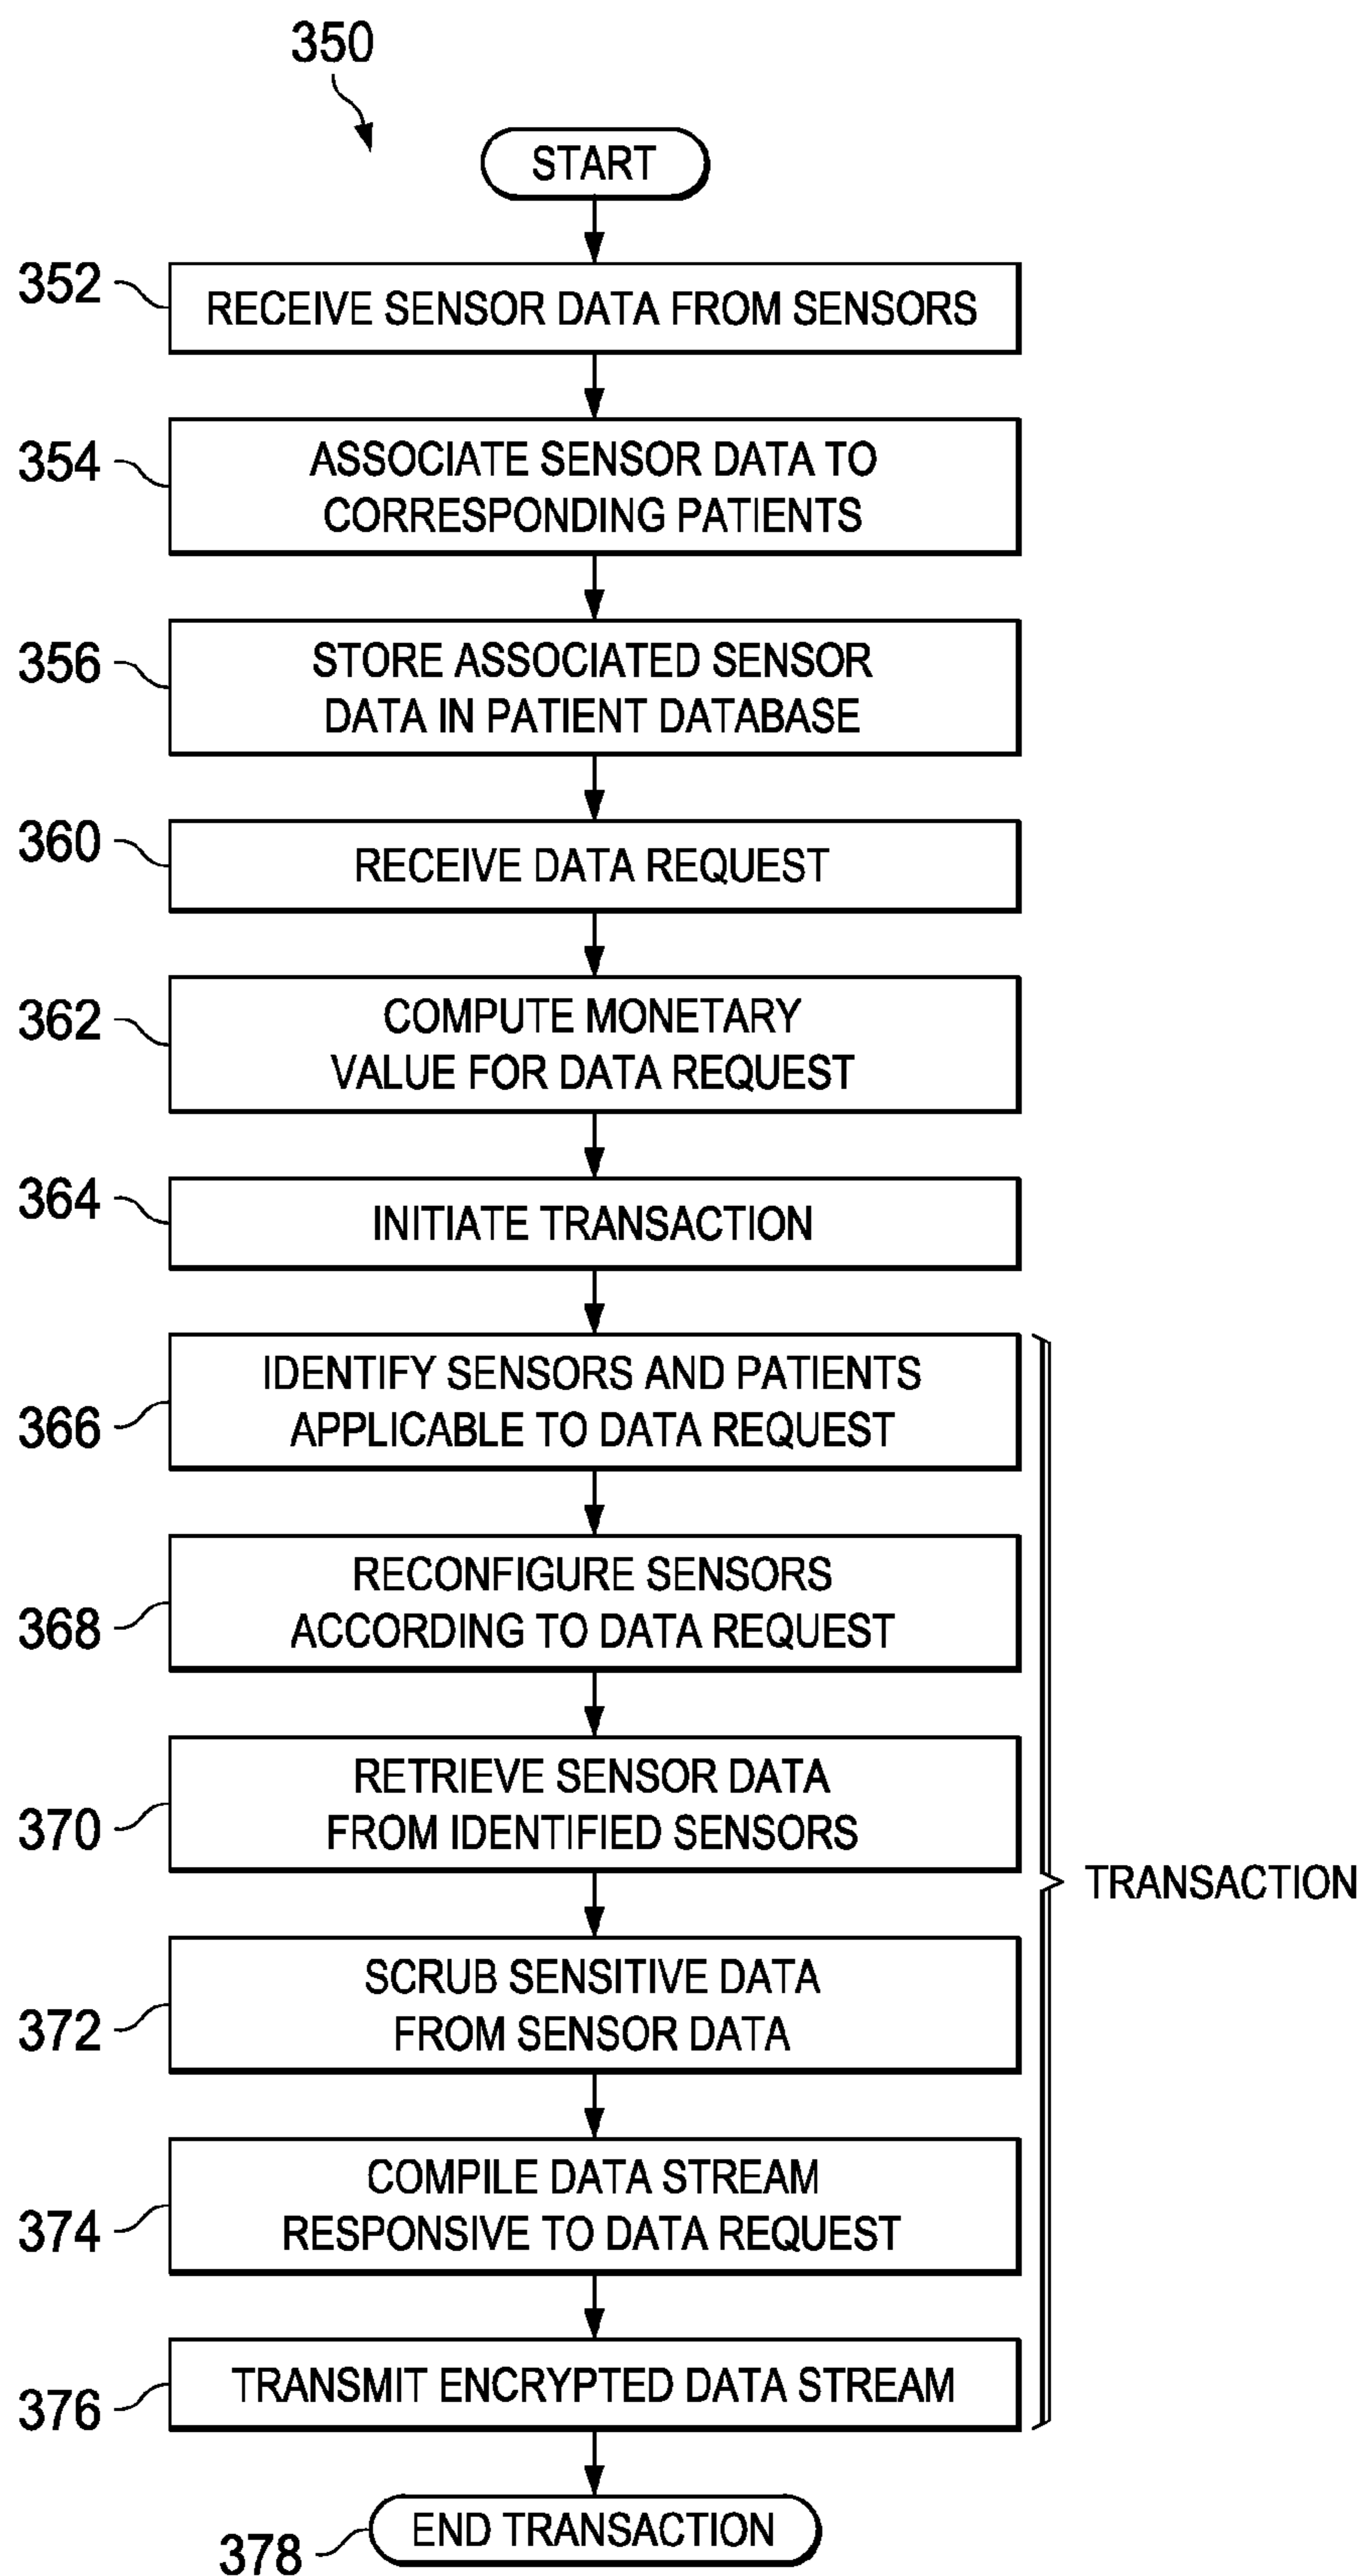 350
START
352
RECEIVE SENSOR DATA FROM SENSORS
354
ASSOCIATE SENSOR DATA TO
CORRESPONDING PATIENTS
356
STORE ASSOCIATED SENSOR
DATA IN PATIENT DATABASE
360
RECEIVE DATA REQUEST
362
COMPUTE MONETARY
VALUE FOR DATA REQUEST
364
INITIATE TRANSACTION
366
IDENTIFY SENSORS AND PATIENTS
APPLICABLE TO DATA REQUEST
368
RECONFIGURE SENSORS
ACCORDING TO DATA REQUEST
370
RETRIEVE SENSOR DATA
FROM IDENTIFIED SENSORS
TRANSACTION
372
SCRUB SENSITIVE DATA
FROM SENSOR DATA
374
COMPILE DATA STREAM
RESPONSIVE TO DATA REQUEST
376
TRANSMIT ENCRYPTED DATA STREAM
378
END TRANSACTION